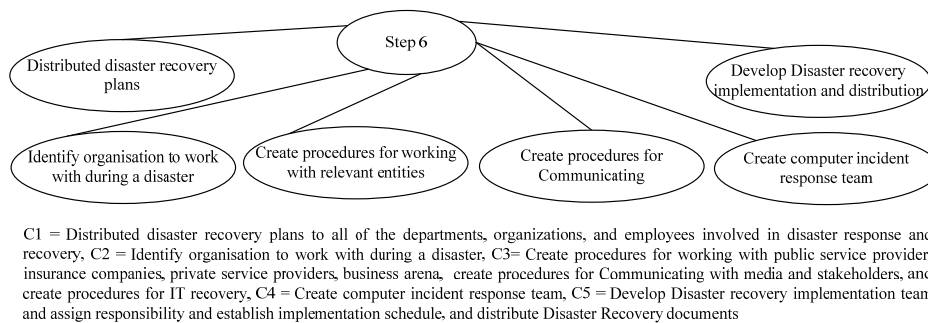 Step 6
Distributed disaster recovery
plans
Develop Disaster recovery
implementation and distribution
Identify organisation to work
with during a disaster
Create procedures for working
with relevant entities
Create procedures for
Communicating
Create computer incident
response team
C1 = Distributed disaster recovery plans to all of the departments, organizations, and employees involved in disaster response and
recovery, C2 = Identify organisation to work with during a disaster, C3= Create procedures for working with public service provider
insurance companies, private service providers, business arena, create procedures for Communicating with media and stakeholders, and
create procedures for IT recovery, C4 = Create computer incident response team, C5 = Develop Disaster recovery implementation team
and assign responsibility and establish implementation schedule, and distribute Disaster Recovery documents